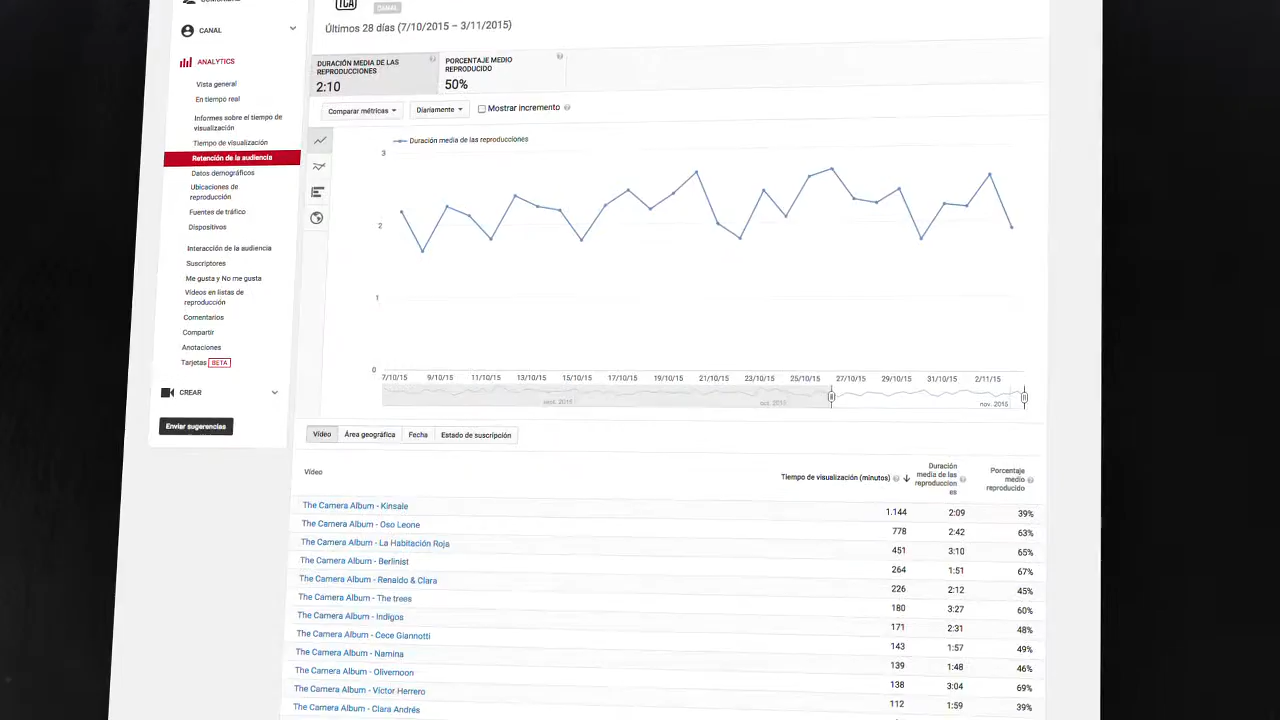 TCA
CANAL
Últimos 28 días (7/10/2015 – 3/11/2015)
CANAL
ANALYTICS
Vista general
En tiempo real
Informes sobre el tiempo de
visualización
Tiempo de visualización
Retención de la audiencia
Datos demográficos
Ubicaciones de
reproducción
Fuentes de tráfico
Dispositivos
Interacción de la audiencia
Suscriptores
Me gusta y No me gusta
Vídeos en listas de
reproducción
Comentarios
Compartir
Anotaciones
Tarjetas BETA
CREAR
Enviar sugerencias
DURACIÓN MEDIA DE LAS
REPRODUCCIONES
2:10
PORCENTAJE MEDIO
REPRODUCIDO
50%
Comparar métricas
Diariamente
Mostrar incremento
Duración media de las reproducciones
3
2
1
0
7/10/15 9/10/15 11/10/15 13/10/15 15/10/15 17/10/15 19/10/15 21/10/15 23/10/15 25/10/15 27/10/15 29/10/15 31/10/15 2/11/15
sept. 2015 oct. 2015 nov. 2015
Vídeo Área geográfica Fecha Estado de suscripción
Vídeo
Tiempo de visualización (minutos)
Duración
media de las
reproduccion
es
Porcentaje
medio
reproducido
The Camera Album - Kinsale 1.144 2:09 39%
The Camera Album - Oso Leone 778 2:42 63%
The Camera Album - La Habitación Roja 451 3:10 65%
The Camera Album - Berlinist 264 1:51 67%
The Camera Album - Renaldo & Clara 226 2:12 45%
The Camera Album - The trees 180 3:27 60%
The Camera Album - Indigos 171 2:31 48%
The Camera Album - Cece Giannotti 143 1:57 49%
The Camera Album - Namina 139 1:48 46%
The Camera Album - Olivemoon 138 3:04 69%
The Camera Album - Víctor Herrero 112 1:59 39%
The Camera Album - Clara Andrés